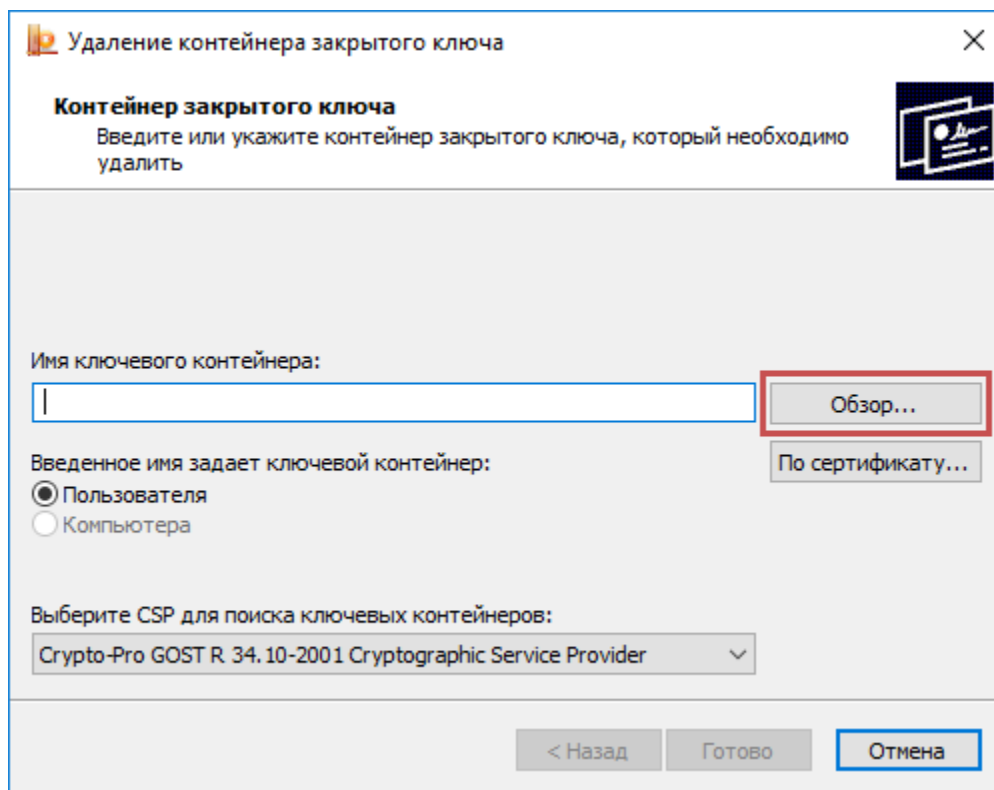 Удаление контейнера закрытого ключа
Контейнер закрытого ключа
Введите или укажите контейнер закрытого ключа, который необходимо
удалить
Имя ключевого контейнера:
Обзор...
Введенное имя задает ключевой контейнер:
По сертификату...
Пользователя
Компьютера
Выберите CSP для поиска ключевых контейнеров:
Crypto-Pro GOST R 34.10-2001 Cryptographic Service Provider
< Назад
Готово
Отмена